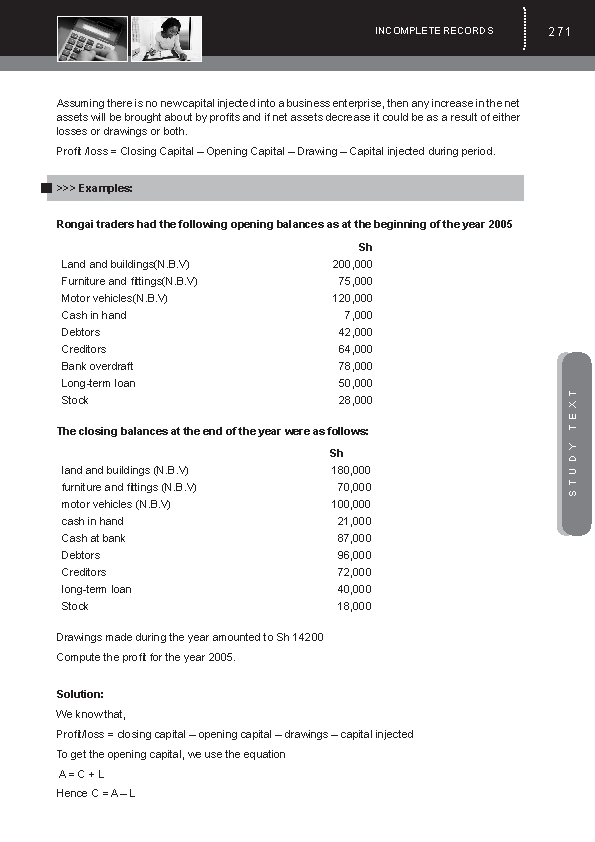 INCOMPLETE RECORDS 271
Assuming there is no new capital injected into a business enterprise, then any increase in the net
assets will be brought about by profits and if net assets decrease it could be as a result of either
losses or drawings or both.
Profit /loss = Closing Capital – Opening Capital – Drawing – Capital injected during period.
>>> Examples:
Rongai traders had the following opening balances as at the beginning of the year 2005
Sh
Land and buildings(N.B.V) 200,000
Furniture and fittings(N.B.V) 75,000
Motor vehicles(N.B.V) 120,000
Cash in hand 7,000
Debtors 42,000
Creditors 64,000
Bank overdraft 78,000
Long-term loan 50,000
Stock 28,000
The closing balances at the end of the year were as follows:
Sh
land and buildings (N.B.V) 180,000
furniture and fittings (N.B.V) 70,000
motor vehicles (N.B.V) 100,000
cash in hand 21,000
Cash at bank 87,000
Debtors 96,000
Creditors 72,000
long-term loan 40,000
Stock 18,000
Drawings made during the year amounted to Sh 14200
Compute the profit for the year 2005.
Solution:
We know that,
Profit/loss = closing capital – opening capital – drawings – capital injected
To get the opening capital, we use the equation
A = C + L
Hence C = A – L
STUDY TEXT